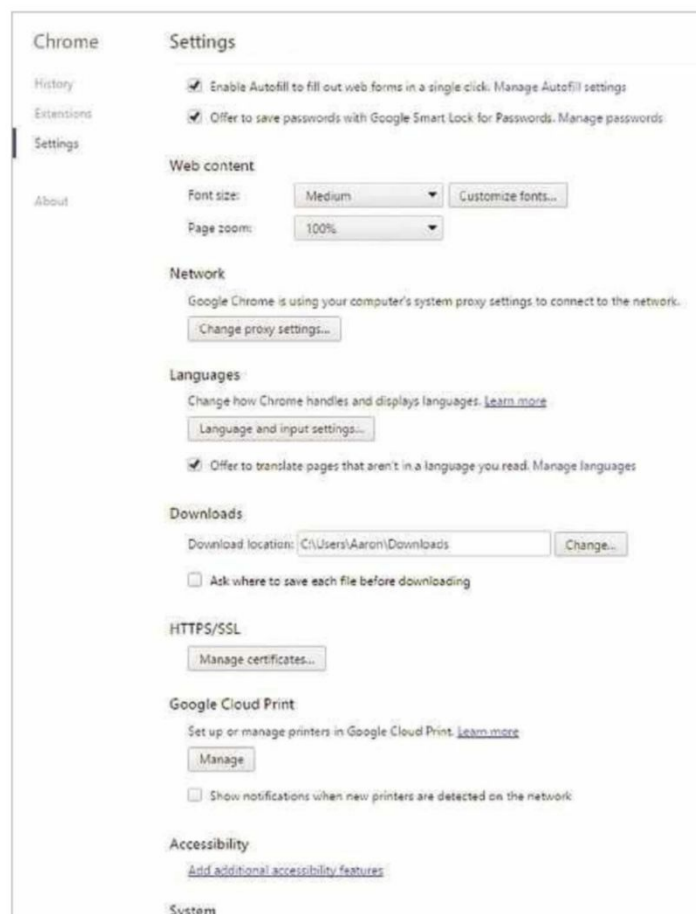 Chrome
Settings
History
Extensions
Settings
About
Enable Autofill to fill out web forms in a single click. Manage Autofill settings
Offer to save passwords with Google Smart Lock for Passwords. Manage passwords
Web content
Font size: Medium Customize fonts...
Page zoom: 100%
Network
Google Chrome is using your computer's system proxy settings to connect to the network.
Change proxy settings...
Languages
Change how Chrome handles and displays languages. Learn more
Language and input settings...
Offer to translate pages that aren't in a language you read. Manage languages
Downloads
Download location: C:\Users\Aaron\Downloads Change...
Ask where to save each file before downloading
HTTPS/SSL
Manage certificates...
Google Cloud Print
Set up or manage printers in Google Cloud Print. Learn more
Manage
Show notifications when new printers are detected on the network
Accessibility
Add additional accessibility features
System